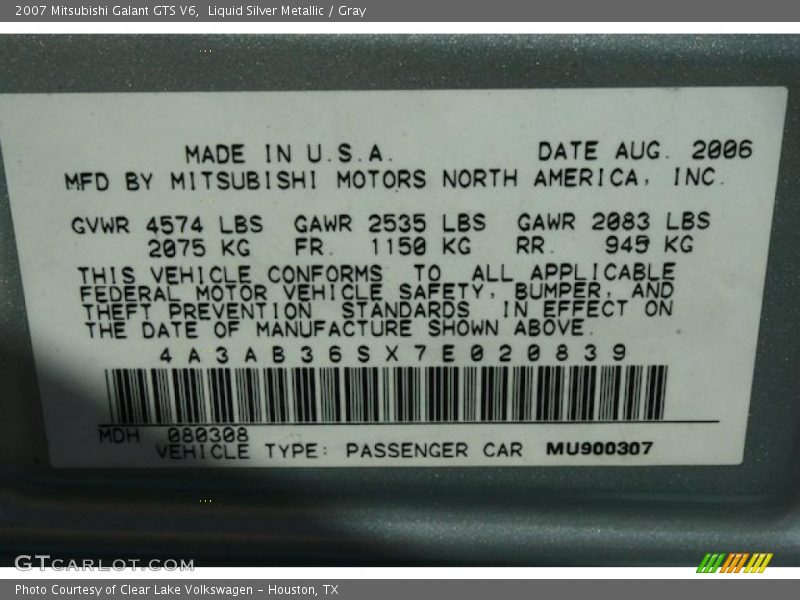 2007 Mitsubishi Galant GTS V6,  Liquid Silver Metallic / Gray
MADE IN U.S.A. DATE AUG. 2006
MFD BY MITSUBISHI MOTORS NORTH AMERICA, INC.
GVWR 4574 LBS GAWR 2535 LBS GAWR 2083 LBS
2075 KG FR. 1150 KG RR. 945 KG
THIS VEHICLE CONFORMS TO ALL APPLICABLE
FEDERAL MOTOR VEHICLE SAFETY, BUMPER, AND
THEFT PREVENTION STANDARDS IN EFFECT ON
THE DATE OF MANUFACTURE SHOWN ABOVE.
4A3AB36SX7E020839
MDH 080308
VEHICLE TYPE: PASSENGER CAR MU900307
GTCARLOT.COM
Photo Courtesy of Clear Lake Volkswagen – Houston, TX